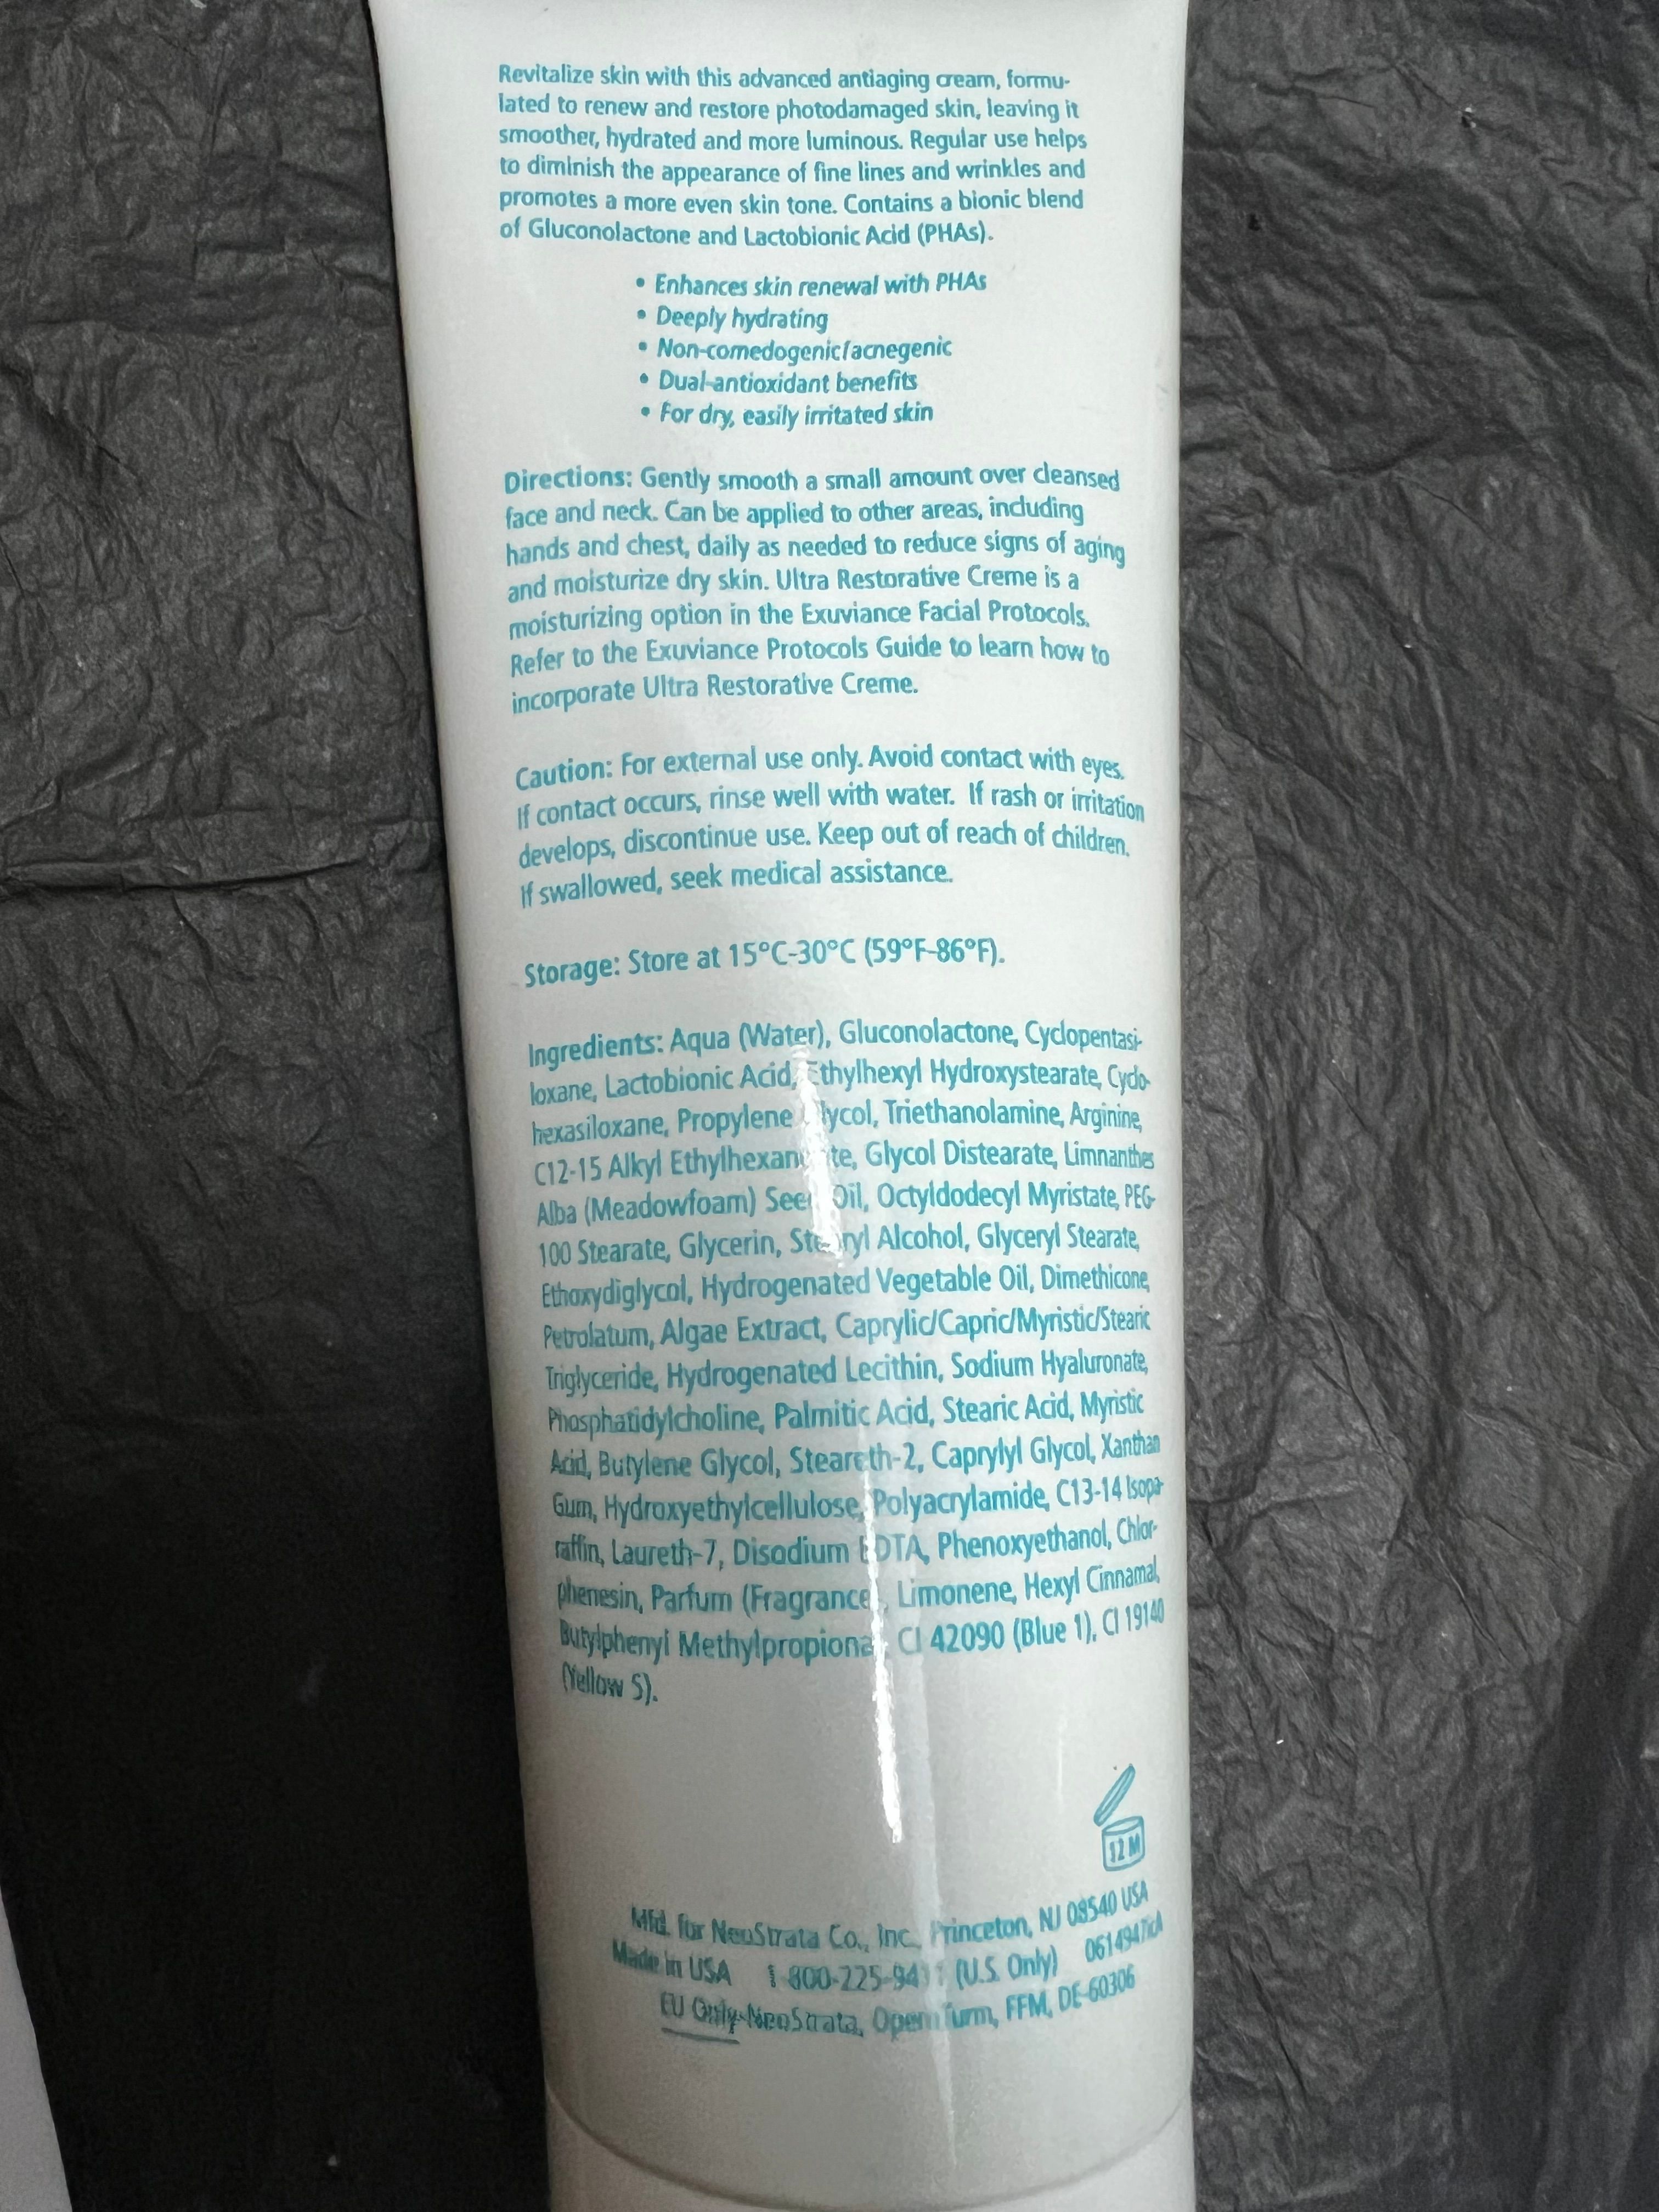 Revitalize skin with this advanced antiaging cream, formu-
lated to renew and restore photodamaged skin, leaving it
smoother, hydrated and more luminous. Regular use helps
to diminish the appearance of fine lines and wrinkles and
promotes a more even skin tone. Contains a bionic blend
of Gluconolactone and Lactobionic Acid (PHAs).
• Enhances skin renewal with PHAs
• Deeply hydrating
• Non-comedogenic/acnegenic
• Dual-antioxidant benefits
• For dry, easily irritated skin
Directions: Gently smooth a small amount over cleansed
face and neck. Can be applied to other areas, including
hands and chest, daily as needed to reduce signs of aging
and moisturize dry skin. Ultra Restorative Creme is a
moisturizing option in the Exuviance Facial Protocols.
Refer to the Exuviance Protocols Guide to learn how to
incorporate Ultra Restorative Creme.
Caution: For external use only. Avoid contact with eyes.
If contact occurs, rinse well with water. If rash or irritation
develops, discontinue use. Keep out of reach of children.
If swallowed, seek medical assistance.
Storage: Store at 15°C-30°C (59°F-86°F).
Ingredients: Aqua (Water), Gluconolactone, Cyclopentasi-
loxane, Lactobionic Acid, Ethylhexyl Hydroxystearate, Cyclo-
hexasiloxane, Propylene Glycol, Triethanolamine, Arginine,
C12-15 Alkyl Ethylhexanoate, Glycol Distearate, Limnanthes
Alba (Meadowfoam) Seed Oil, Octyldodecyl Myristate, PEG-
100 Stearate, Glycerin, Stearyl Alcohol, Glyceryl Stearate,
Ethoxydiglycol, Hydrogenated Vegetable Oil, Dimethicone,
Petrolatum, Algae Extract, Caprylic/Capric/Myristic/Stearic
Triglyceride, Hydrogenated Lecithin, Sodium Hyaluronate,
Phosphatidylcholine, Palmitic Acid, Stearic Acid, Myristic
Acid, Butylene Glycol, Steareth-2, Caprylyl Glycol, Xanthan
Gum, Hydroxyethylcellulose, Polyacrylamide, C13-14 Isopa-
raffin, Laureth-7, Disodium EDTA, Phenoxyethanol, Chlor-
phenesin, Parfum (Fragrance), Limonene, Hexyl Cinnamal,
Butylphenyl Methylpropional, CI 42090 (Blue 1), CI 19140
(Yellow 5).
12 M
Mfd. for NeoStrata Co., Inc., Princeton, NJ 08540 USA
Made in USA (U.S. Only)
EU Only-NeoStrata, OpernTurm, FFM, DE-60306